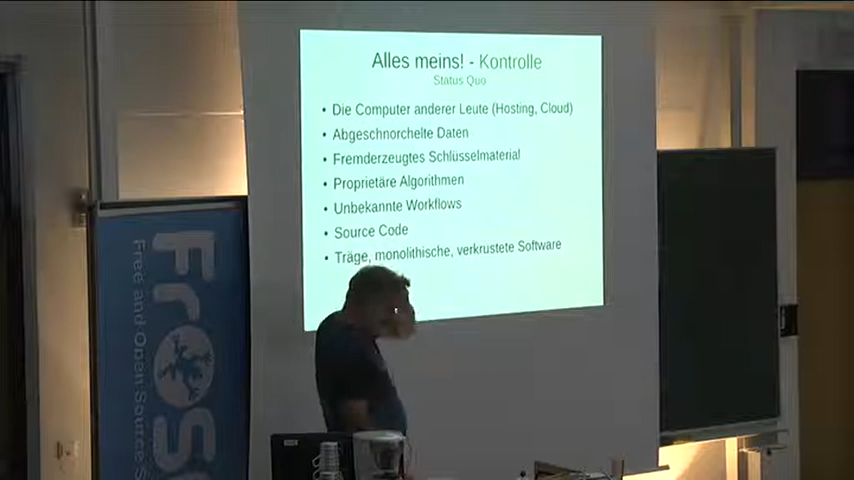 Alles meins! - Kontrolle
Status Quo
• Die Computer anderer Leute (Hosting, Cloud)
• Abgeschnorchelte Daten
• Fremderzeugtes Schlüsselmaterial
• Proprietäre Algorithmen
• Unbekannte Workflows
• Source Code
• Träge, monolithische, verkrustete Software
FrOS
Free and Open Source S